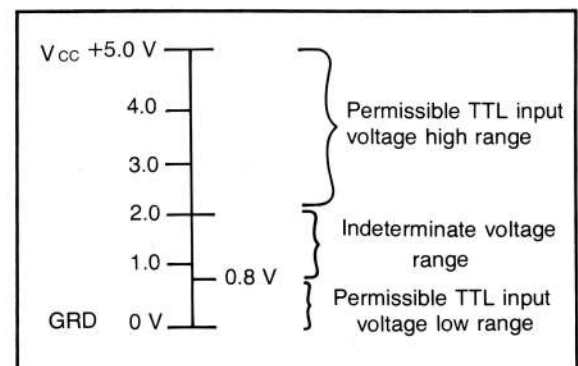 Vcc +5.0 V
4.0
Permissible TTL input
voltage high range
3.0
2.0
Indeterminate voltage
range
1.0
0.8 V
Permissible TTL input
voltage low range
GRD 0 V